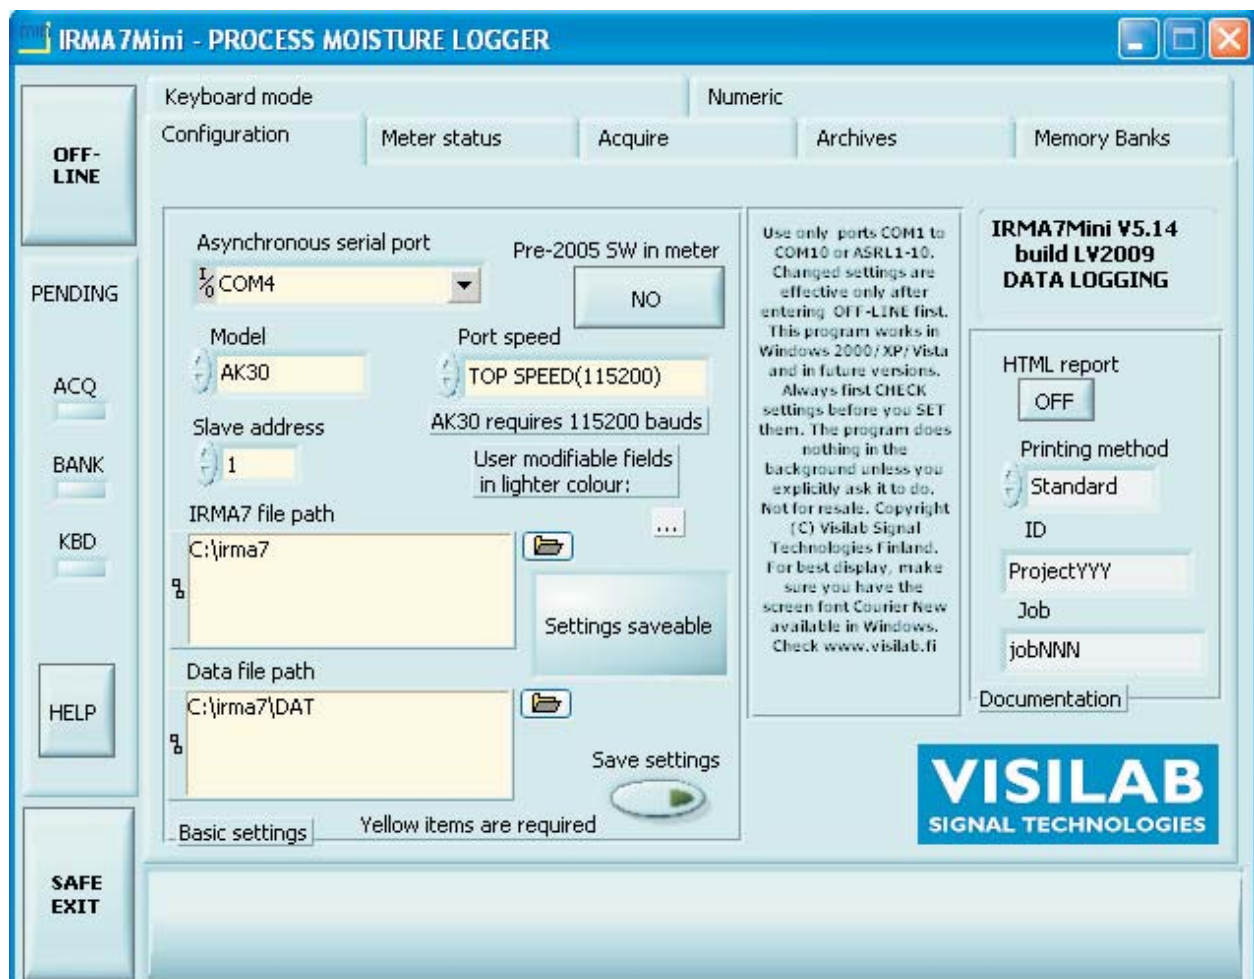 IRMA7Mini - PROCESS MOISTURE LOGGER
OFF-
LINE
PENDING
ACQ
BANK
KBD
HELP
SAFE
EXIT
Keyboard mode
Numeric
Configuration
Meter status
Acquire
Archives
Memory Banks
Asynchronous serial port
I/O COM4
Pre-2005 SW in meter
NO
Model
AK30
Port speed
TOP SPEED(115200)
AK30 requires 115200 bauds
Slave address
1
User modifiable fields
in lighter colour:
...
IRMA7 file path
C:\irma7
Settings saveable
Data file path
C:\irma7\DAT
Save settings
Basic settings
Yellow items are required
Use only ports COM1 to
COM10 or ASRL1-10.
Changed settings are
effective only after
entering OFF-LINE first.
This program works in
Windows 2000/XP/Vista
and in future versions.
Always first CHECK
settings before you SET
them. The program does
nothing in the
background unless you
explicitly ask it to do.
Not for resale. Copyright
(C) Visilab Signal
Technologies Finland.
For best display, make
sure you have the
screen font Courier New
available in Windows.
Check www.visilab.fi
IRMA7Mini V5.14
build LV2009
DATA LOGGING
HTML report
OFF
Printing method
Standard
ID
ProjectYYY
Job
jobNNN
Documentation
VISILAB
SIGNAL TECHNOLOGIES